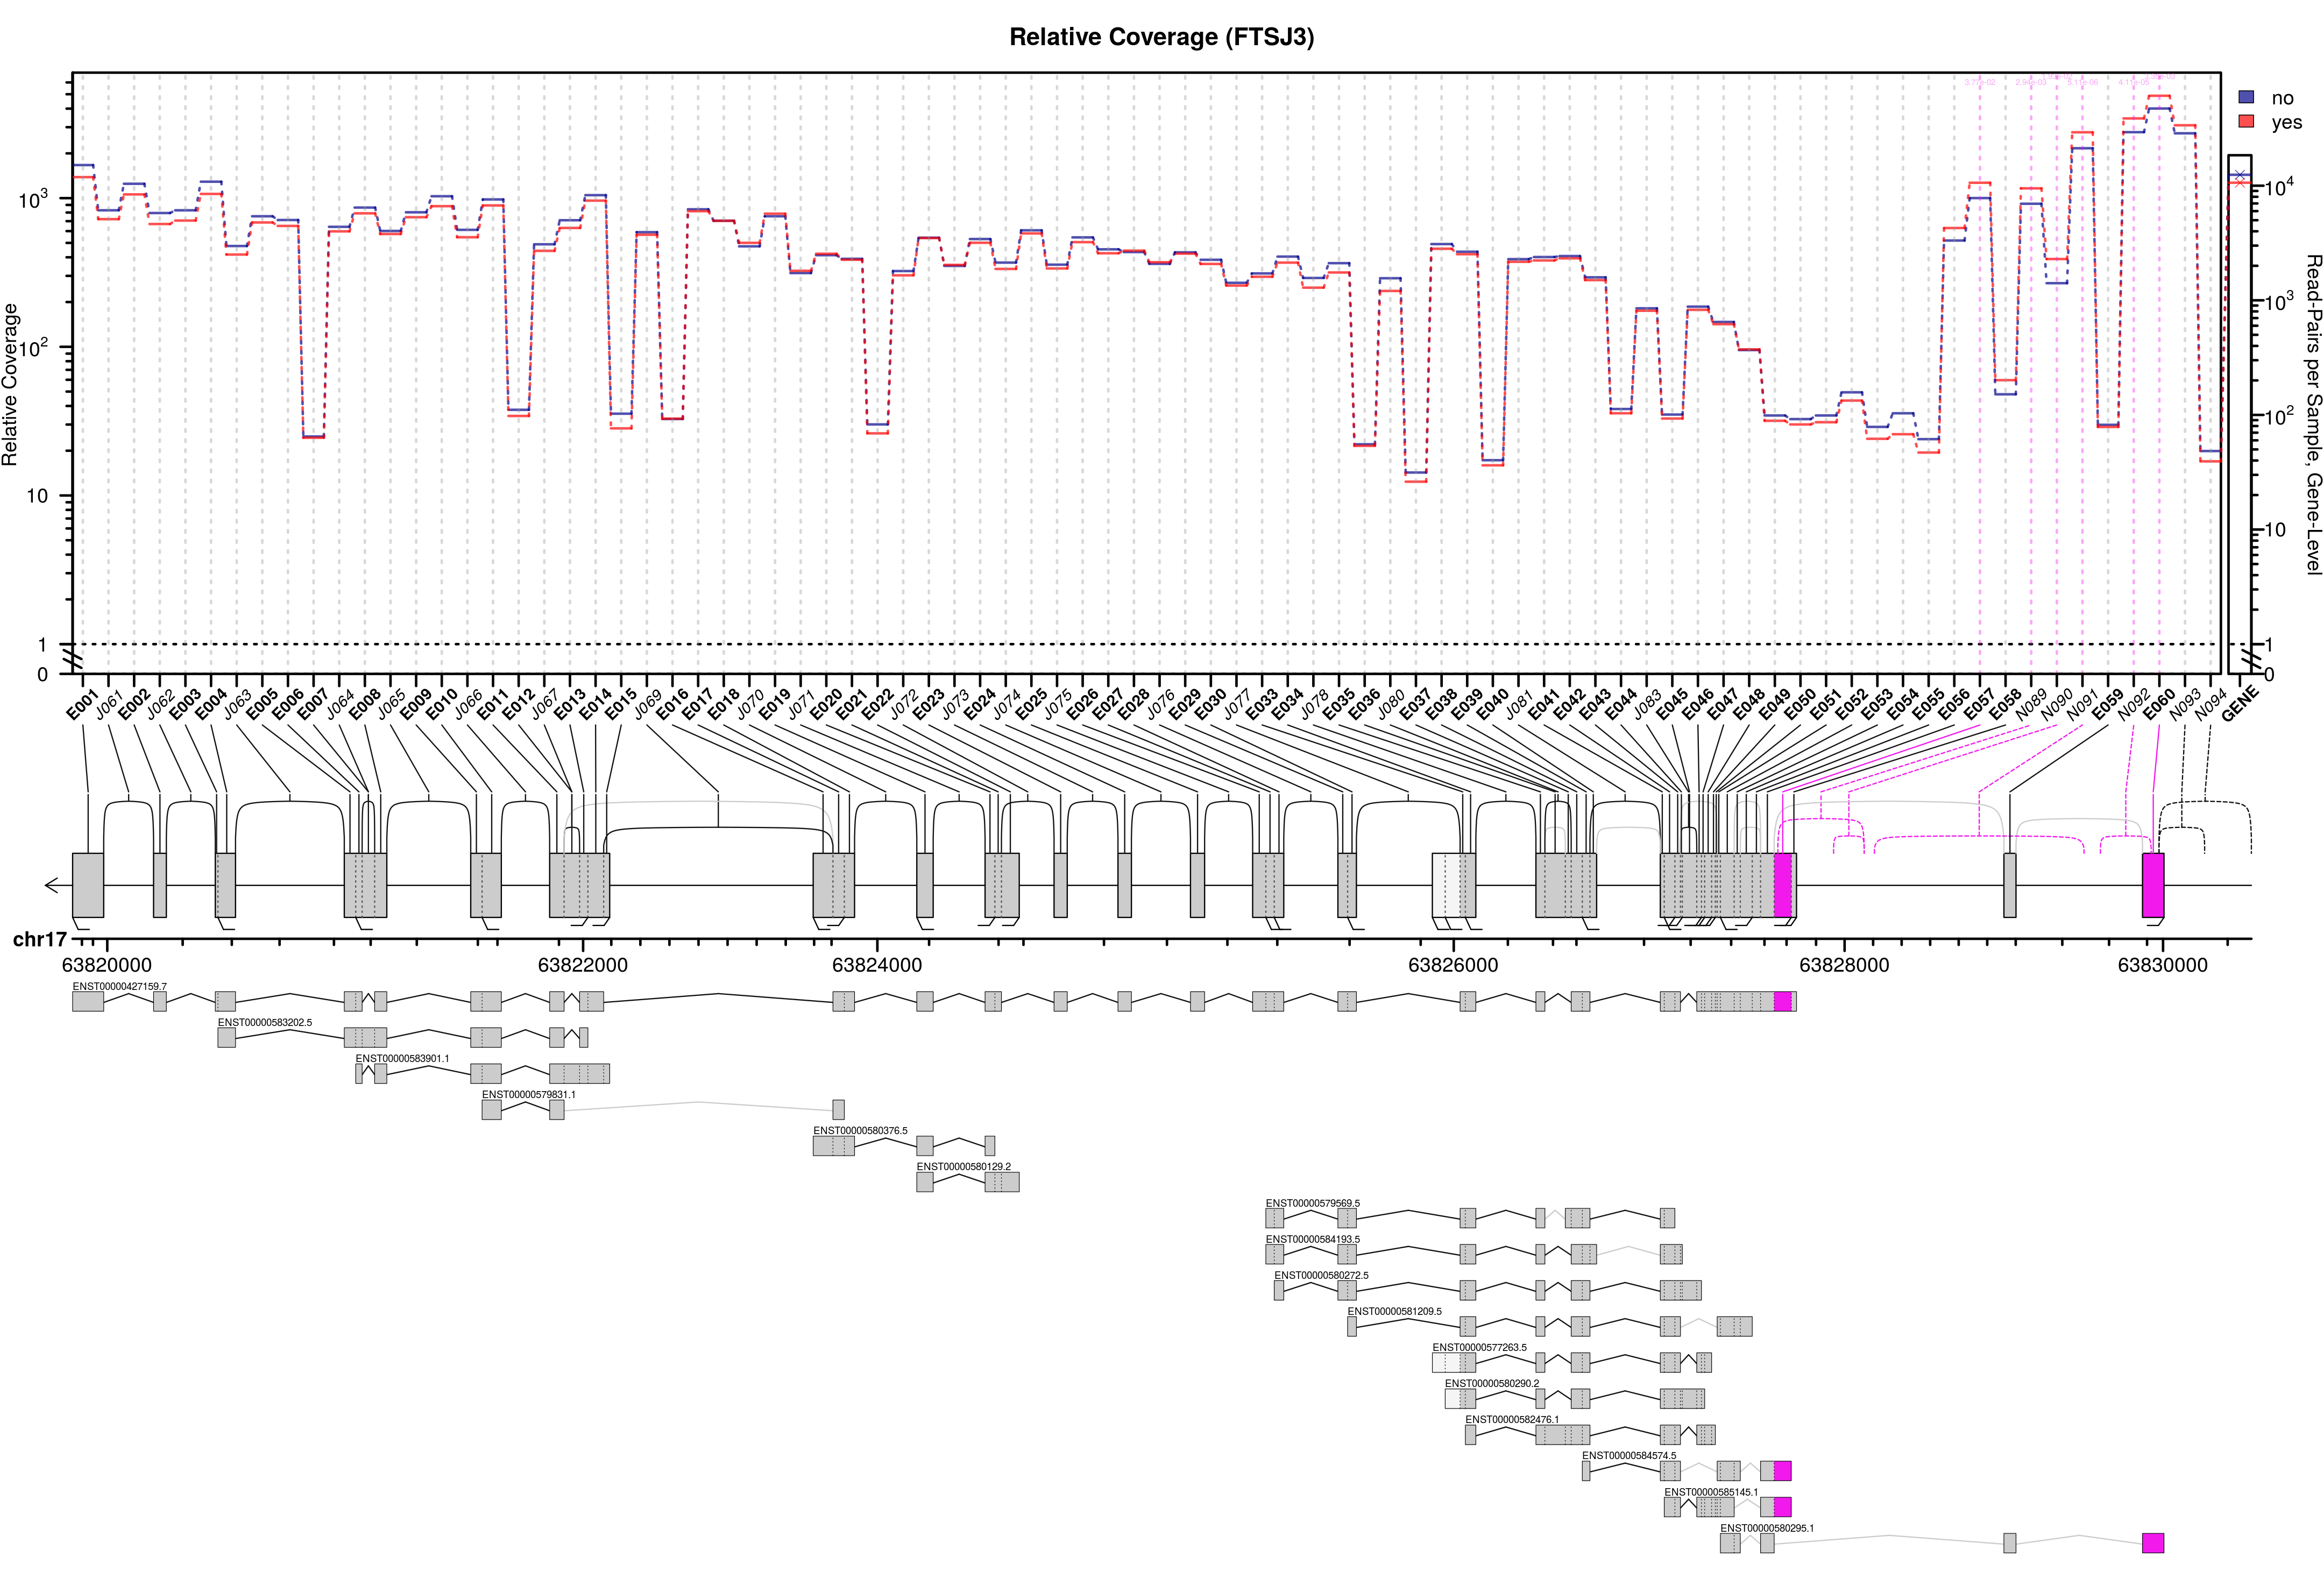 Relative Coverage (FTSJ3)
3.77e-02
4.11e-05
no
yes
Relative Coverage
10³
10²
10
1
0
10⁴
10³
10²
10
1
0
Read-Pairs per Sample, Gene-Level
E001 J061 E002 J062 E003 E004 J063 E005 E006 E007 J064 E008 J065 E009 E010 J066 E011 E012 J067 E013 E014 E015 J069 E016 E017 E018 J070 E019 J071 E020 E021 E022 J072 E023 J073 E024 J74 E025 J075 E026 E027 E028 J076 E029 E030 J077 E033 E034 J078 E035 E036 J080 E037 E038 E039 E040 J081 E041 E042 E043 E044 J083 E045 E046 E047 E048 E049 E050 E051 E052 E053 E054 E055 E056 E057 E058 N089 N090 N091 E059 N092 E060 N093 N094 GENE
chr17
63820000 63822000 63824000 63826000 63828000 63830000
ENST00000427159.7
ENST00000583202.5
ENST00000583901.1
ENST00000579831.1
ENST00000580376.5
ENST00000580129.2
ENST00000579569.5
ENST00000584193.5
ENST00000580272.5
ENST00000581209.5
ENST00000577263.5
ENST00000580290.2
ENST00000582476.1
ENST00000584574.5
ENST00000585145.1
ENST00000580295.1